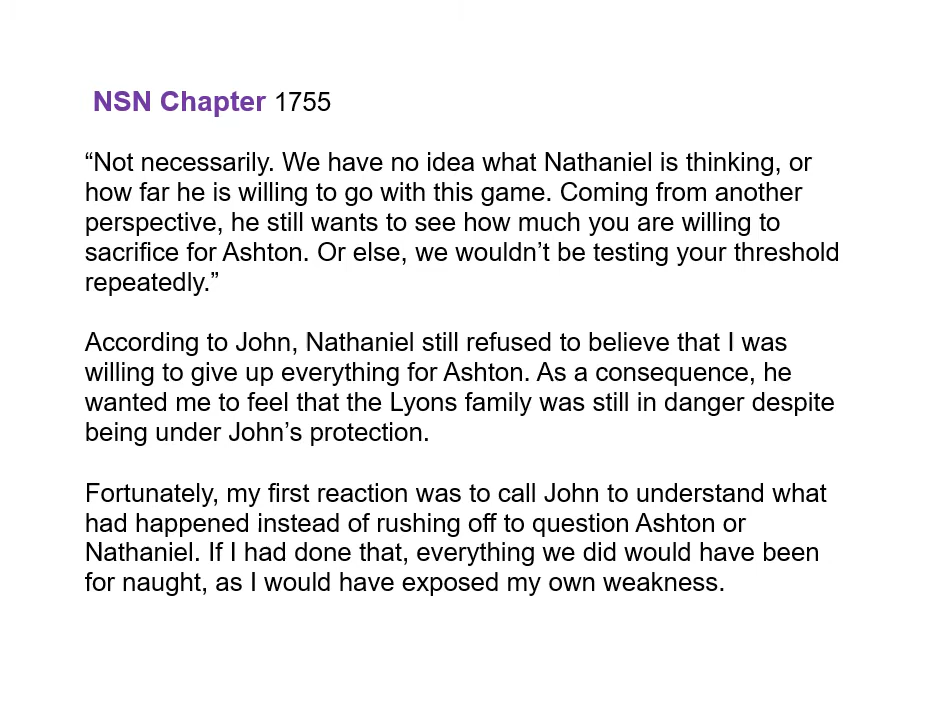 NSN Chapter 1755
“Not necessarily. We have no idea what Nathaniel is thinking, or
how far he is willing to go with this game. Coming from another
perspective, he still wants to see how much you are willing to
sacrifice for Ashton. Or else, we wouldn’t be testing your threshold
repeatedly.”
According to John, Nathaniel still refused to believe that I was
willing to give up everything for Ashton. As a consequence, he
wanted me to feel that the Lyons family was still in danger despite
being under John’s protection.
Fortunately, my first reaction was to call John to understand what
had happened instead of rushing off to question Ashton or
Nathaniel. If I had done that, everything we did would have been
for naught, as I would have exposed my own weakness.